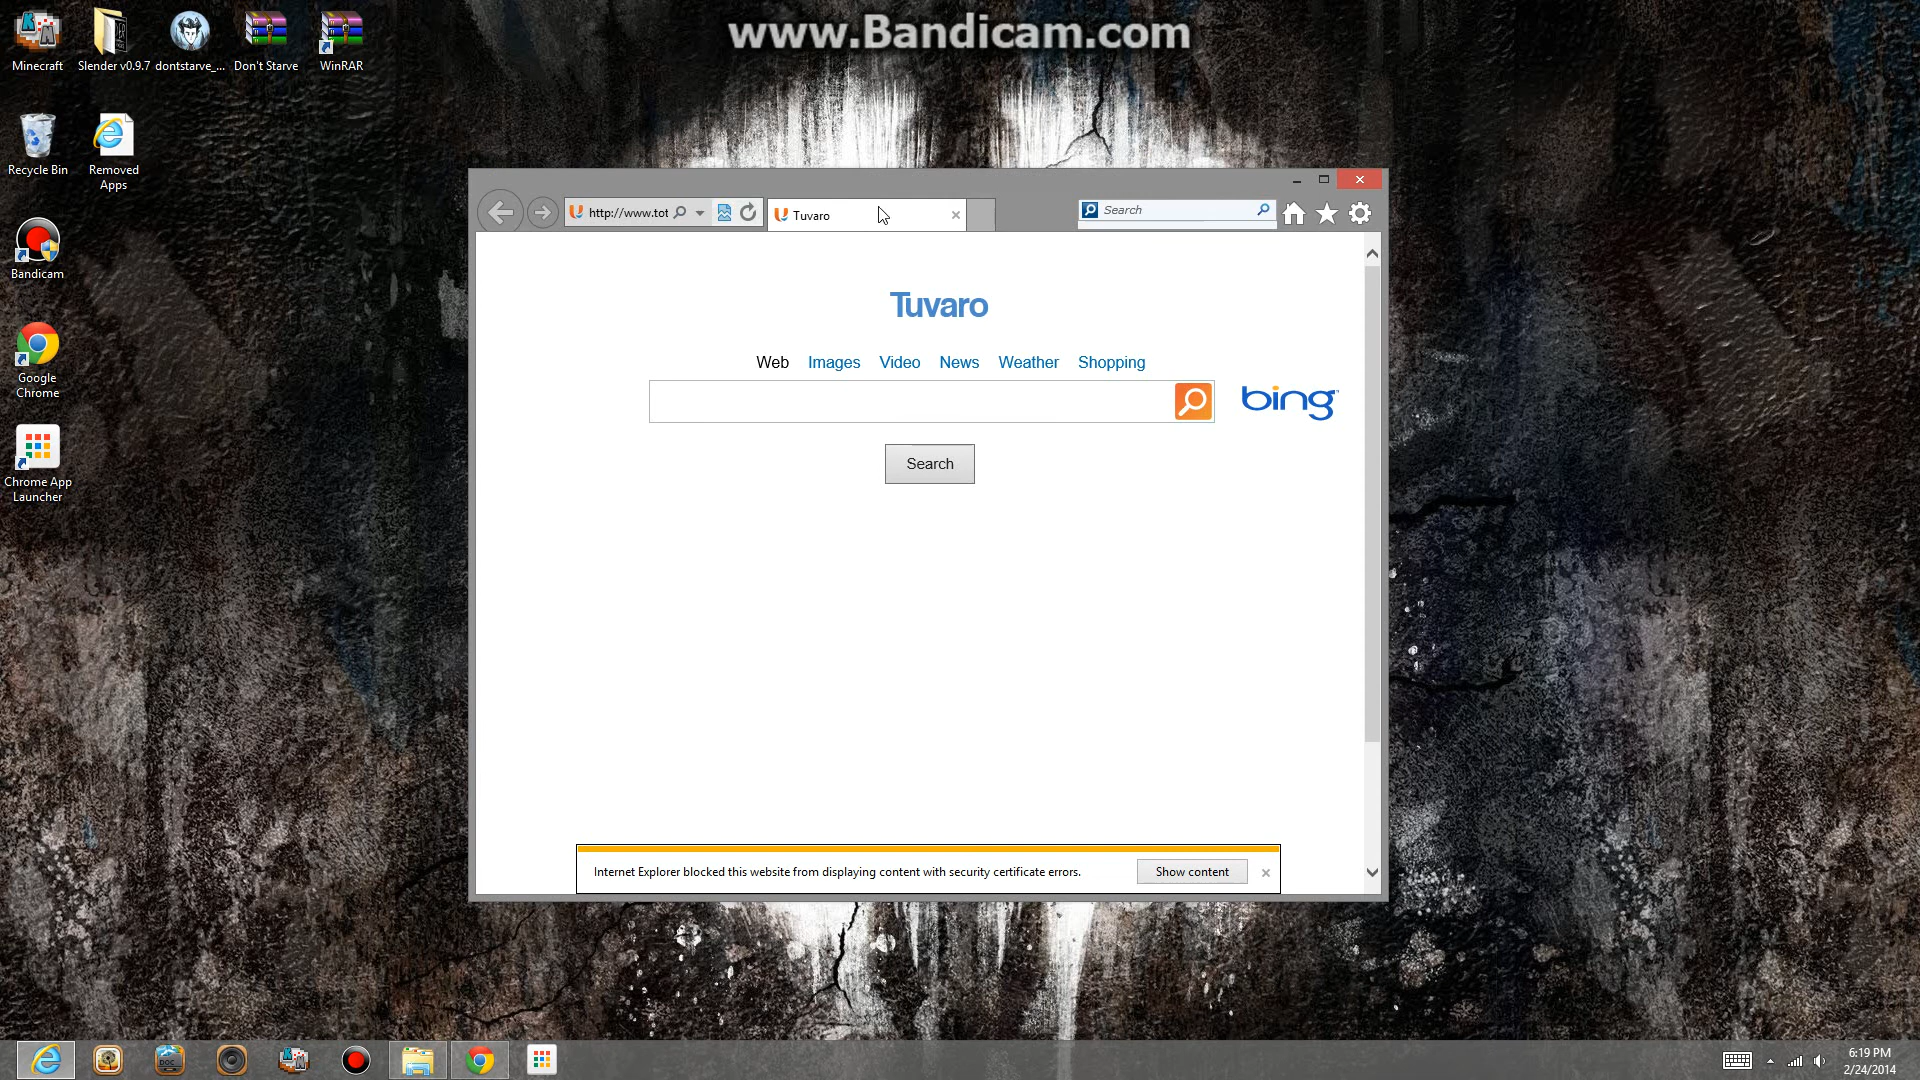 www.Bandicam.com
Minecraft
Slender v0.9.7
dontstarve_...
Don't Starve
WinRAR
Recycle Bin
Removed
Apps
Bandicam
Google
Chrome
Chrome App
Launcher
http://www.tot
Tuvaro
Search
Tuvaro
Web Images Video News Weather Shopping
bing
Search
Internet Explorer blocked this website from displaying content with security certificate errors.
Show content
DOC
6:19 PM
2/24/2014